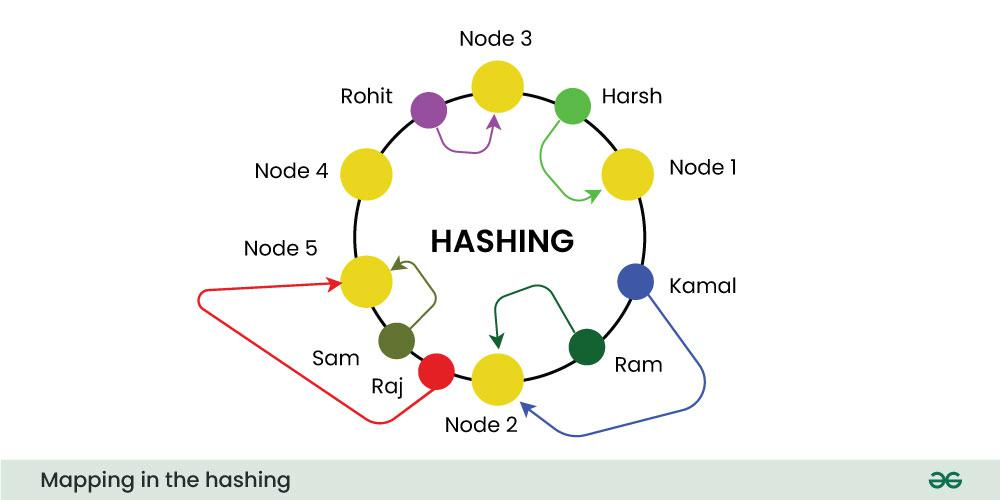 Node 3
Rohit
Harsh
Node 4
Node 1
HASHING
Node 5
Kamal
Sam
Ram
Raj
Node 2
Mapping in the hashing